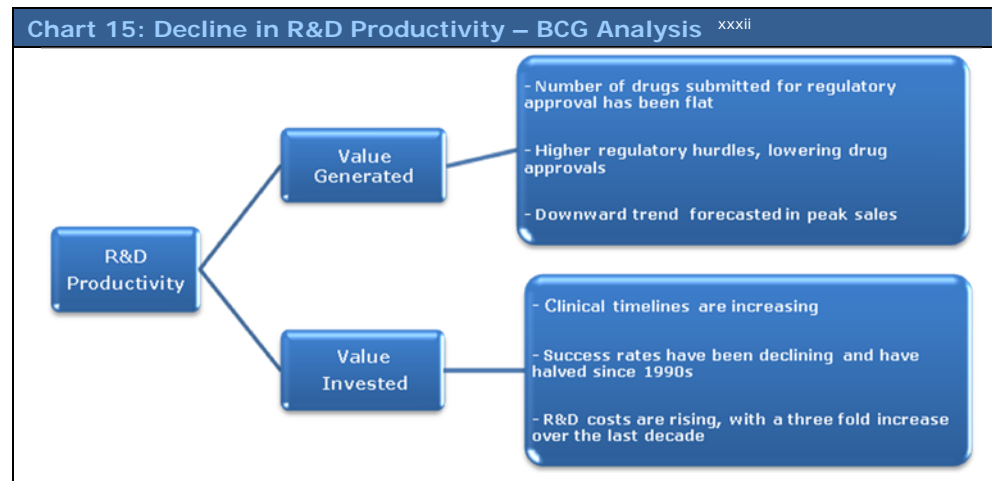 Chart 15: Decline in R&D Productivity – BCG Analysis xxxii
- Number of drugs submitted for regulatory
approval has been flat
- Higher regulatory hurdles, lowering drug
approvals
- Downward trend forecasted in peak sales
Value
Generated
R&D
Productivity
Value
Invested
- Clinical timelines are increasing
- Success rates have been declining and have
halved since 1990s
- R&D costs are rising, with a three fold increase
over the last decade